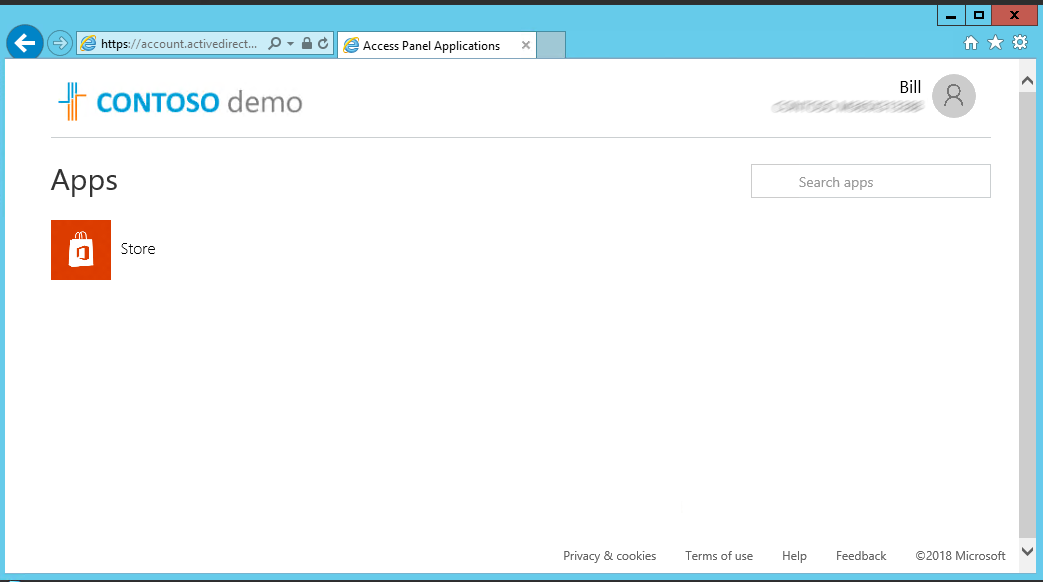 https://account.activedirect...
Access Panel Applications
CONTOSO demo
Bill
Apps
Search apps
Store
Privacy & cookies
Terms of use
Help
Feedback
©2018 Microsoft